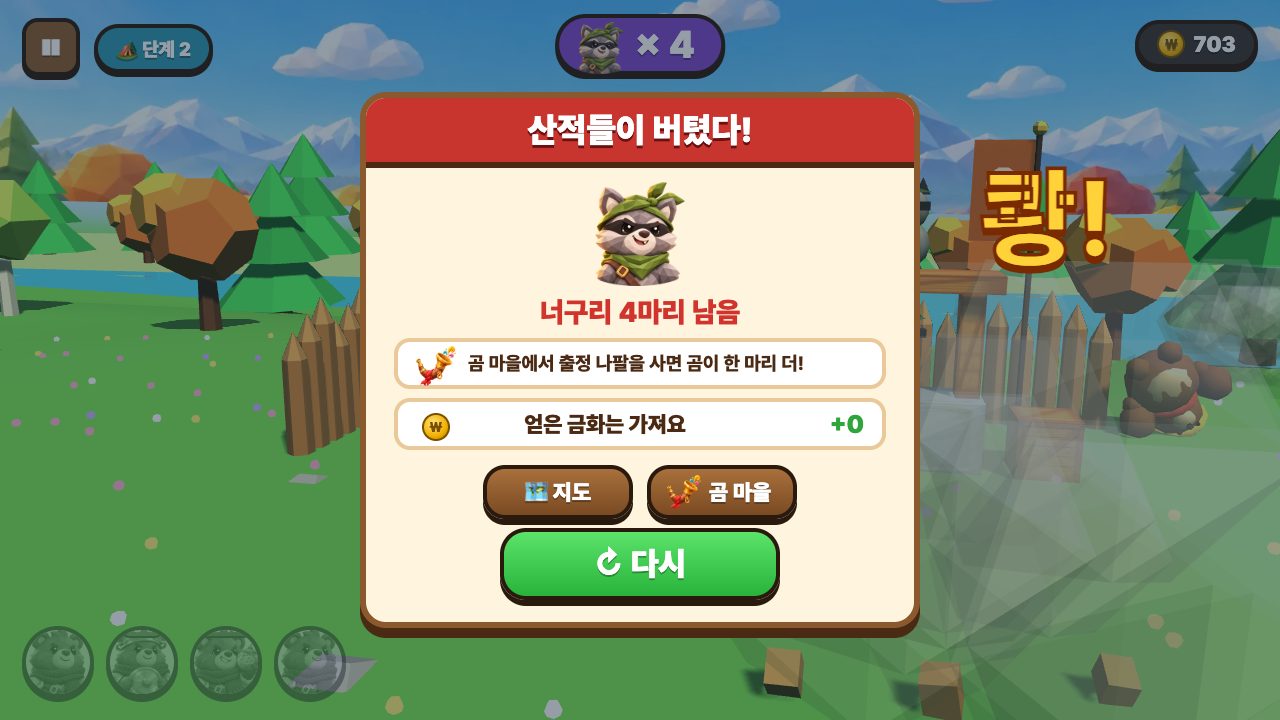 단계 2
× 4
703
산적들이 버텼다!
쾅!
너구리 4마리 남음
곰 마을에서 출정 나팔을 사면 곰이 한 마리 더!
얻은 금화는 가져요 +0
지도
곰 마을
다시